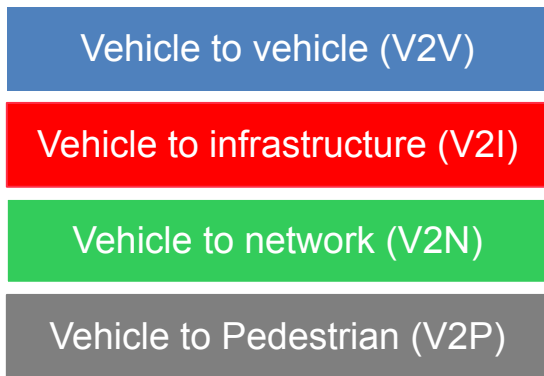 Vehicle to vehicle (V2V)
Vehicle to infrastructure (V2I)
Vehicle to network (V2N)
Vehicle to Pedestrian (V2P)